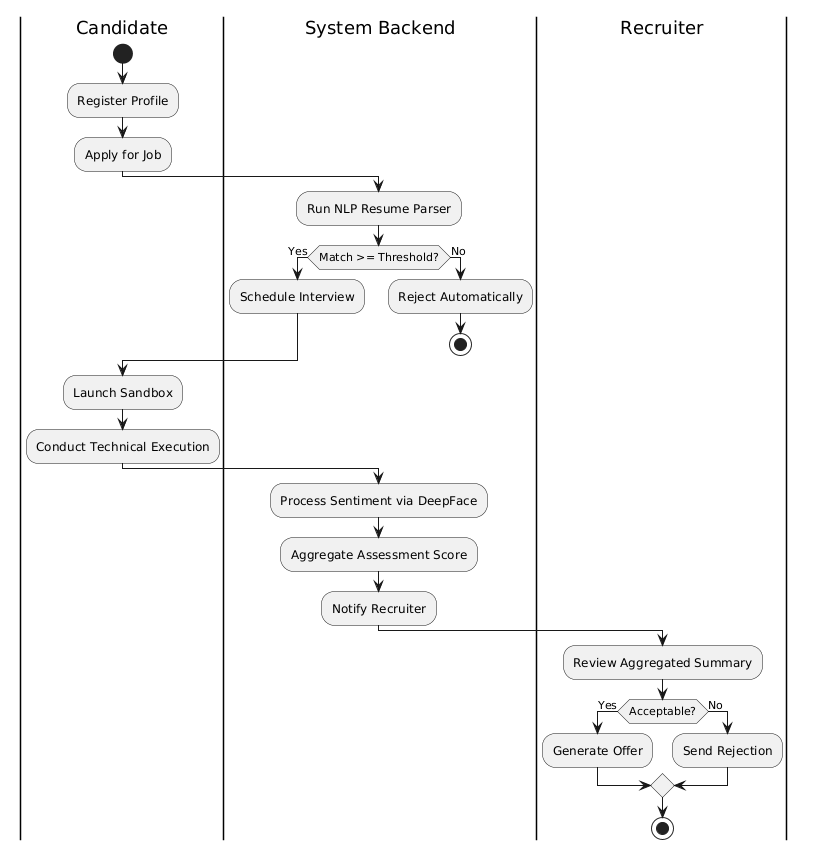 Candidate
System Backend
Recruiter
Register Profile
Apply for Job
Run NLP Resume Parser
Yes
Match >= Threshold?
No
Schedule Interview
Reject Automatically
Launch Sandbox
Conduct Technical Execution
Process Sentiment via DeepFace
Aggregate Assessment Score
Notify Recruiter
Review Aggregated Summary
Yes
Acceptable?
No
Generate Offer
Send Rejection